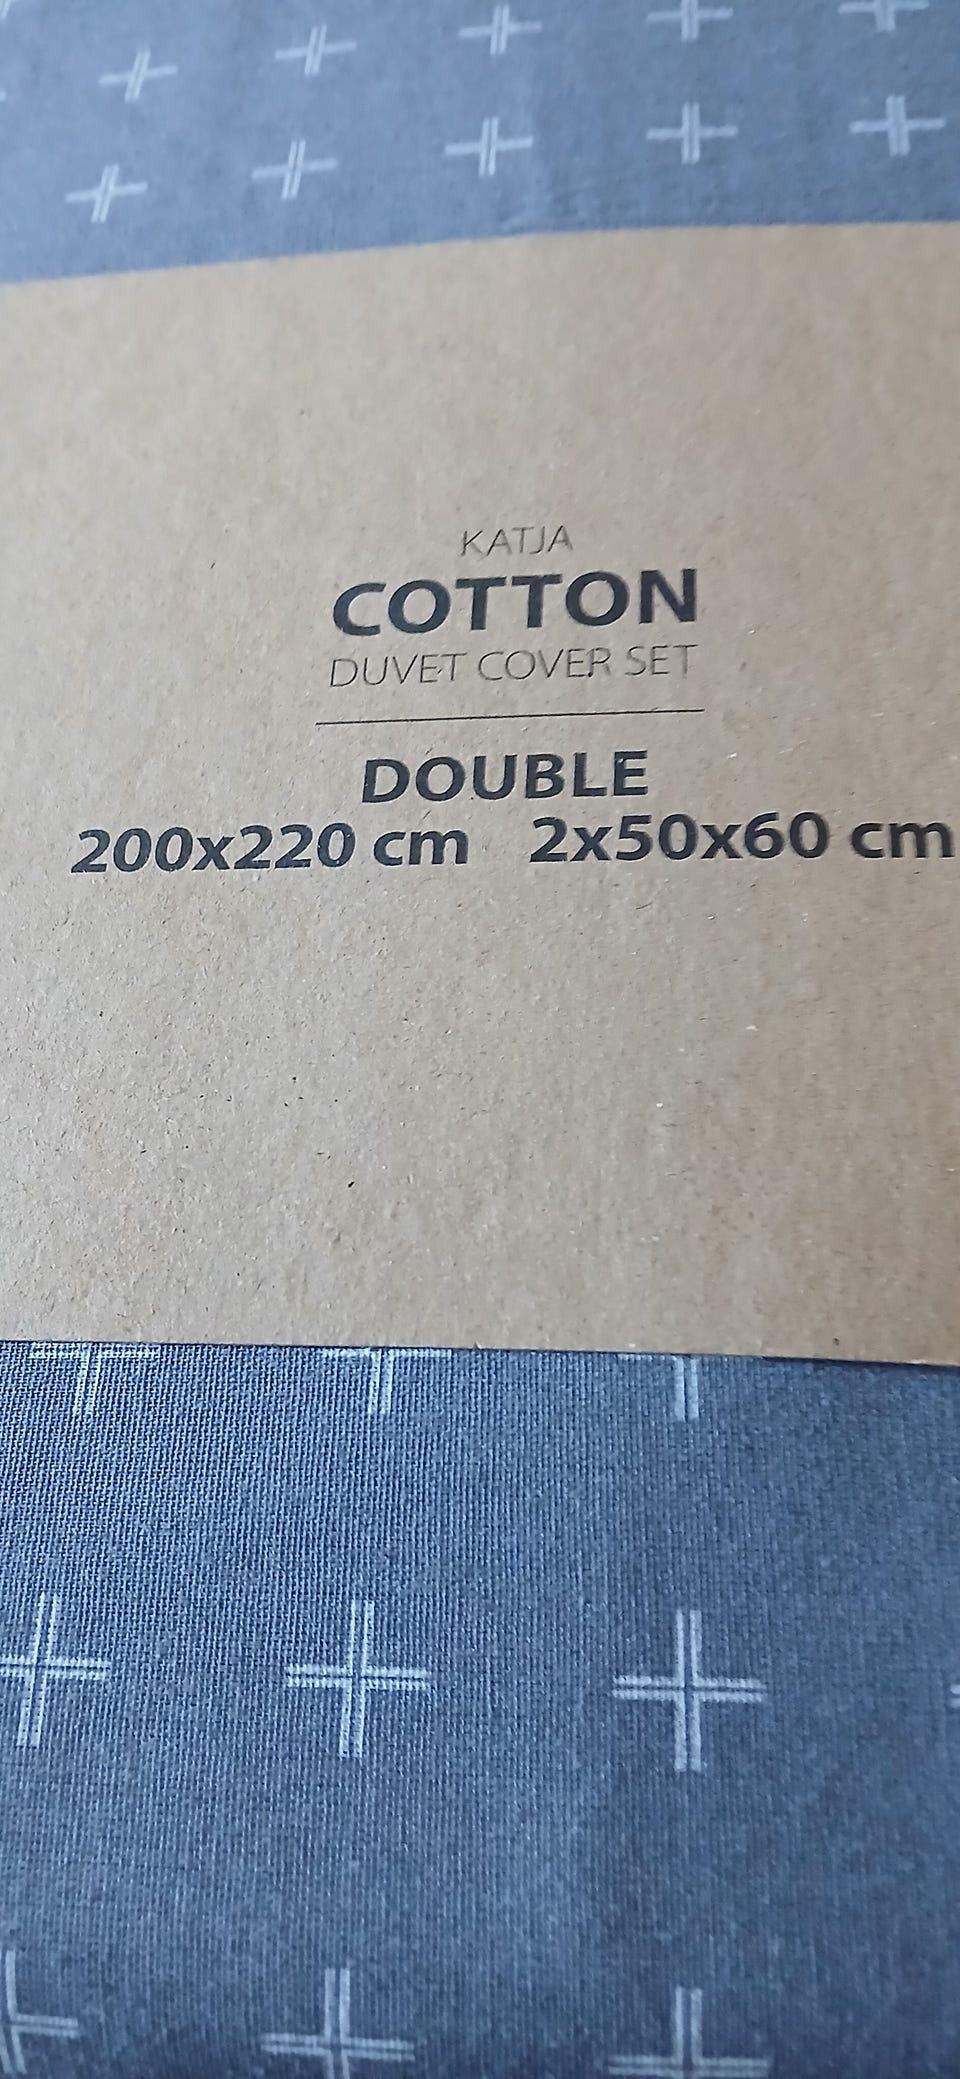 KATJA
COTTON
DUVET COVER SET
DOUBLE
200x220 cm 2x50x60 cm